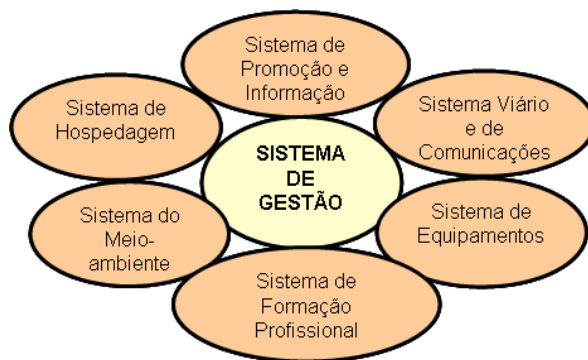 Sistema de
Promoção e
Informação
Sistema de
Hospedagem
Sistema Viário
e de
Comunicações
SISTEMA
DE
GESTÃO
Sistema do
Meio-
ambiente
Sistema de
Equipamentos
Sistema de
Formação
Profissional